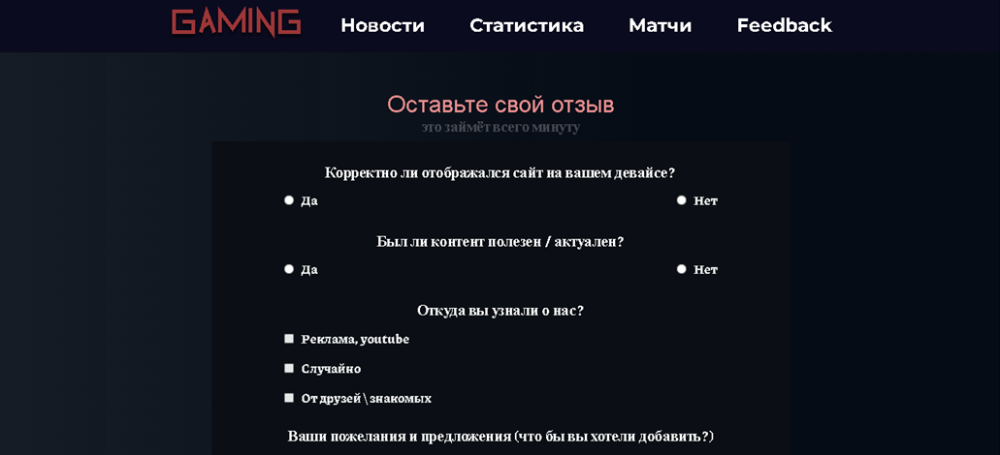 GAMING Новости Статистика Матчи Feedback
Оставьте свой отзыв
это займёт всего минуту
Корректно ли отображался сайт на вашем девайсе?
Да Нет
Был ли контент полезен / актуален?
Да Нет
Откуда вы узнали о нас?
Реклама, youtube
Случайно
От друзей \ знакомых
Ваши пожелания и предложения (что бы вы хотели добавить?)